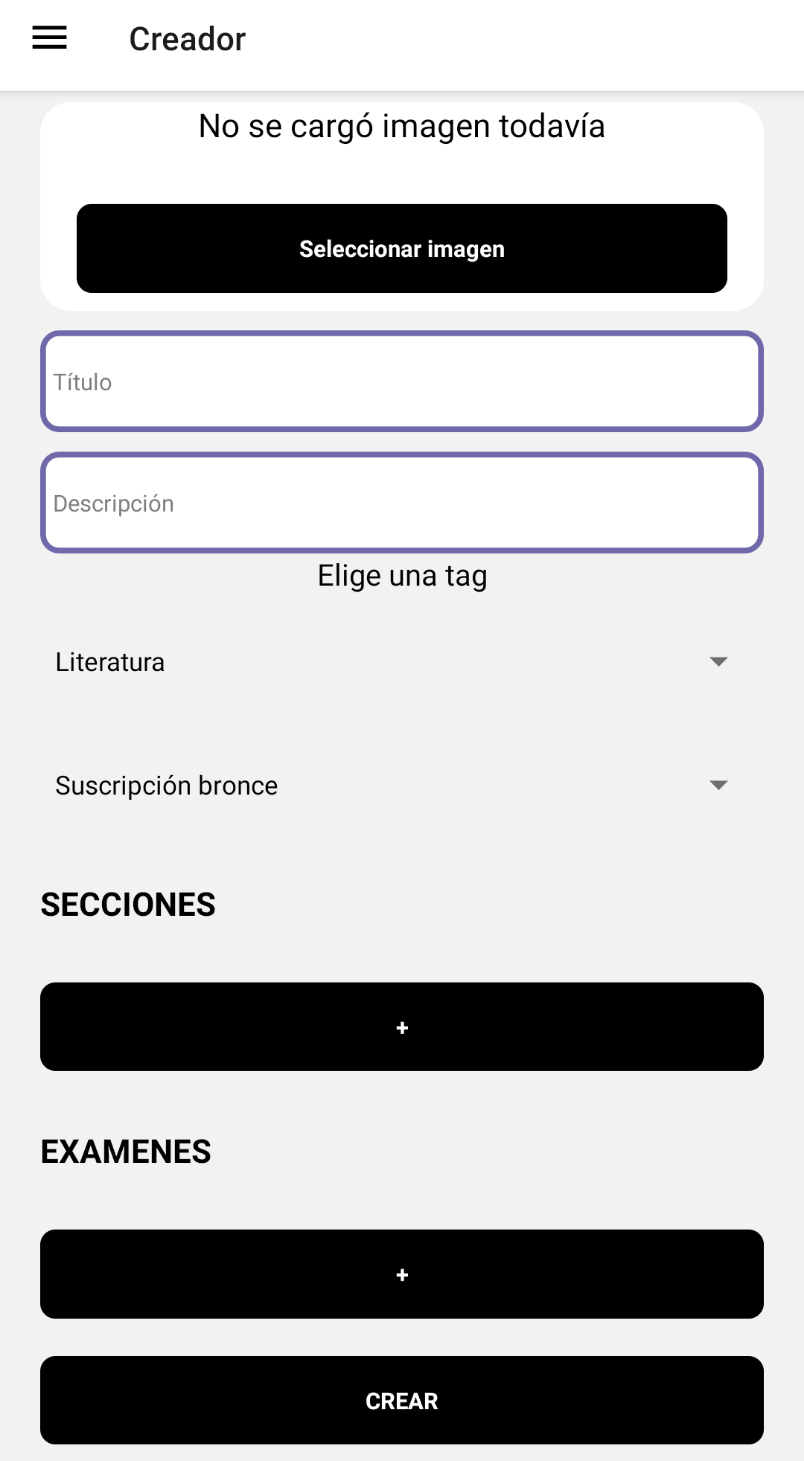 Creador
No se cargó imagen todavía
Seleccionar imagen
Título
Descripción
Elige una tag
Literatura
Suscripción bronce
SECCIONES
+
EXAMENES
+
CREAR